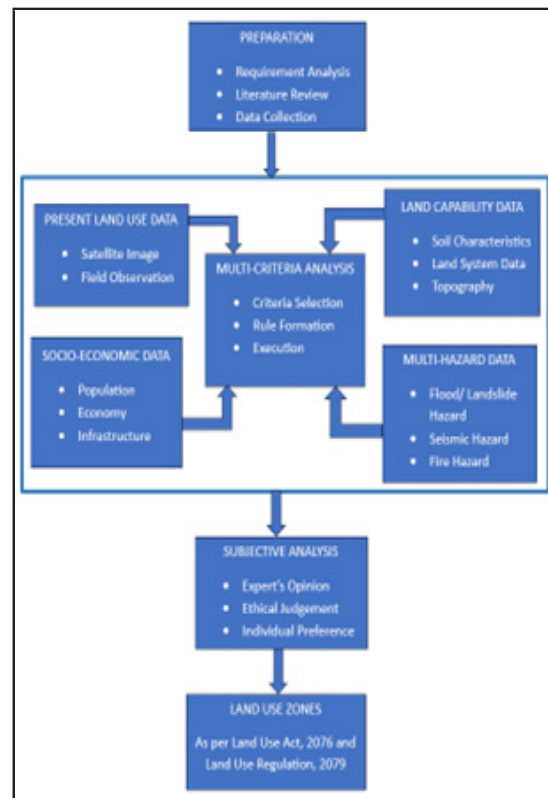 PREPARATION
• Requirement Analysis
• Literature Review
• Data Collection
PRESENT LAND USE DATA
• Satellite Image
• Field Observation
LAND CAPABILITY DATA
• Soil Characteristics
• Land System Data
• Topography
MULTI-CRITERIA ANALYSIS
• Criteria Selection
• Rule Formation
• Execution
SOCIO-ECONOMIC DATA
• Population
• Economy
• Infrastructure
MULTI-HAZARD DATA
• Flood/ Landslide
Hazard
• Seismic Hazard
• Fire Hazard
SUBJECTIVE ANALYSIS
• Expert's Opinion
• Ethical Judgement
• Individual Preference
LAND USE ZONES
As per Land Use Act, 2076 and
Land Use Regulation, 2079